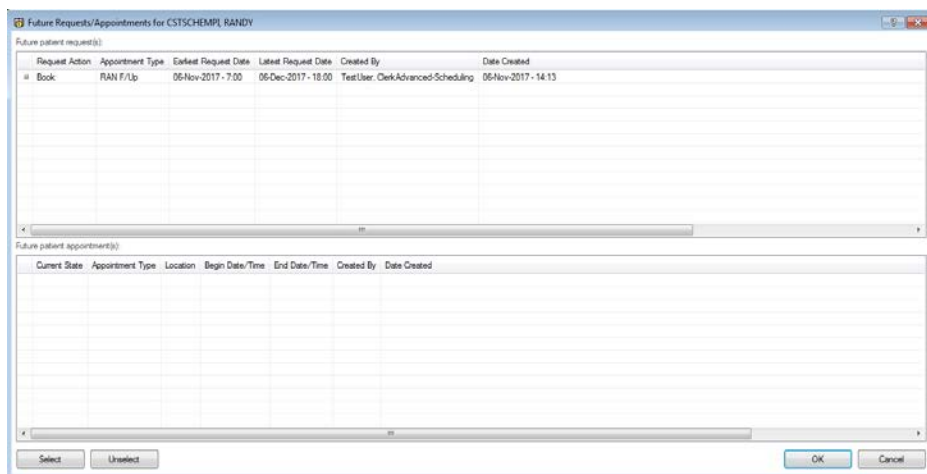 Future Requests/Appointments for CSTSCHEMPI, RANDY
Future patient request(s):
Request Action Appointment Type Earliest Request Date Latest Request Date Created By Date Created
Book RAN F/Up 06-Nov-2017 - 7:00 06-Dec-2017 - 18:00 TestUser, ClerkAdvanced-Scheduling 06-Nov-2017 - 14:13
Future patient appointment(s):
Current State Appointment Type Location Begin Date/Time End Date/Time Created By Date Created
Select Unselect OK Cancel